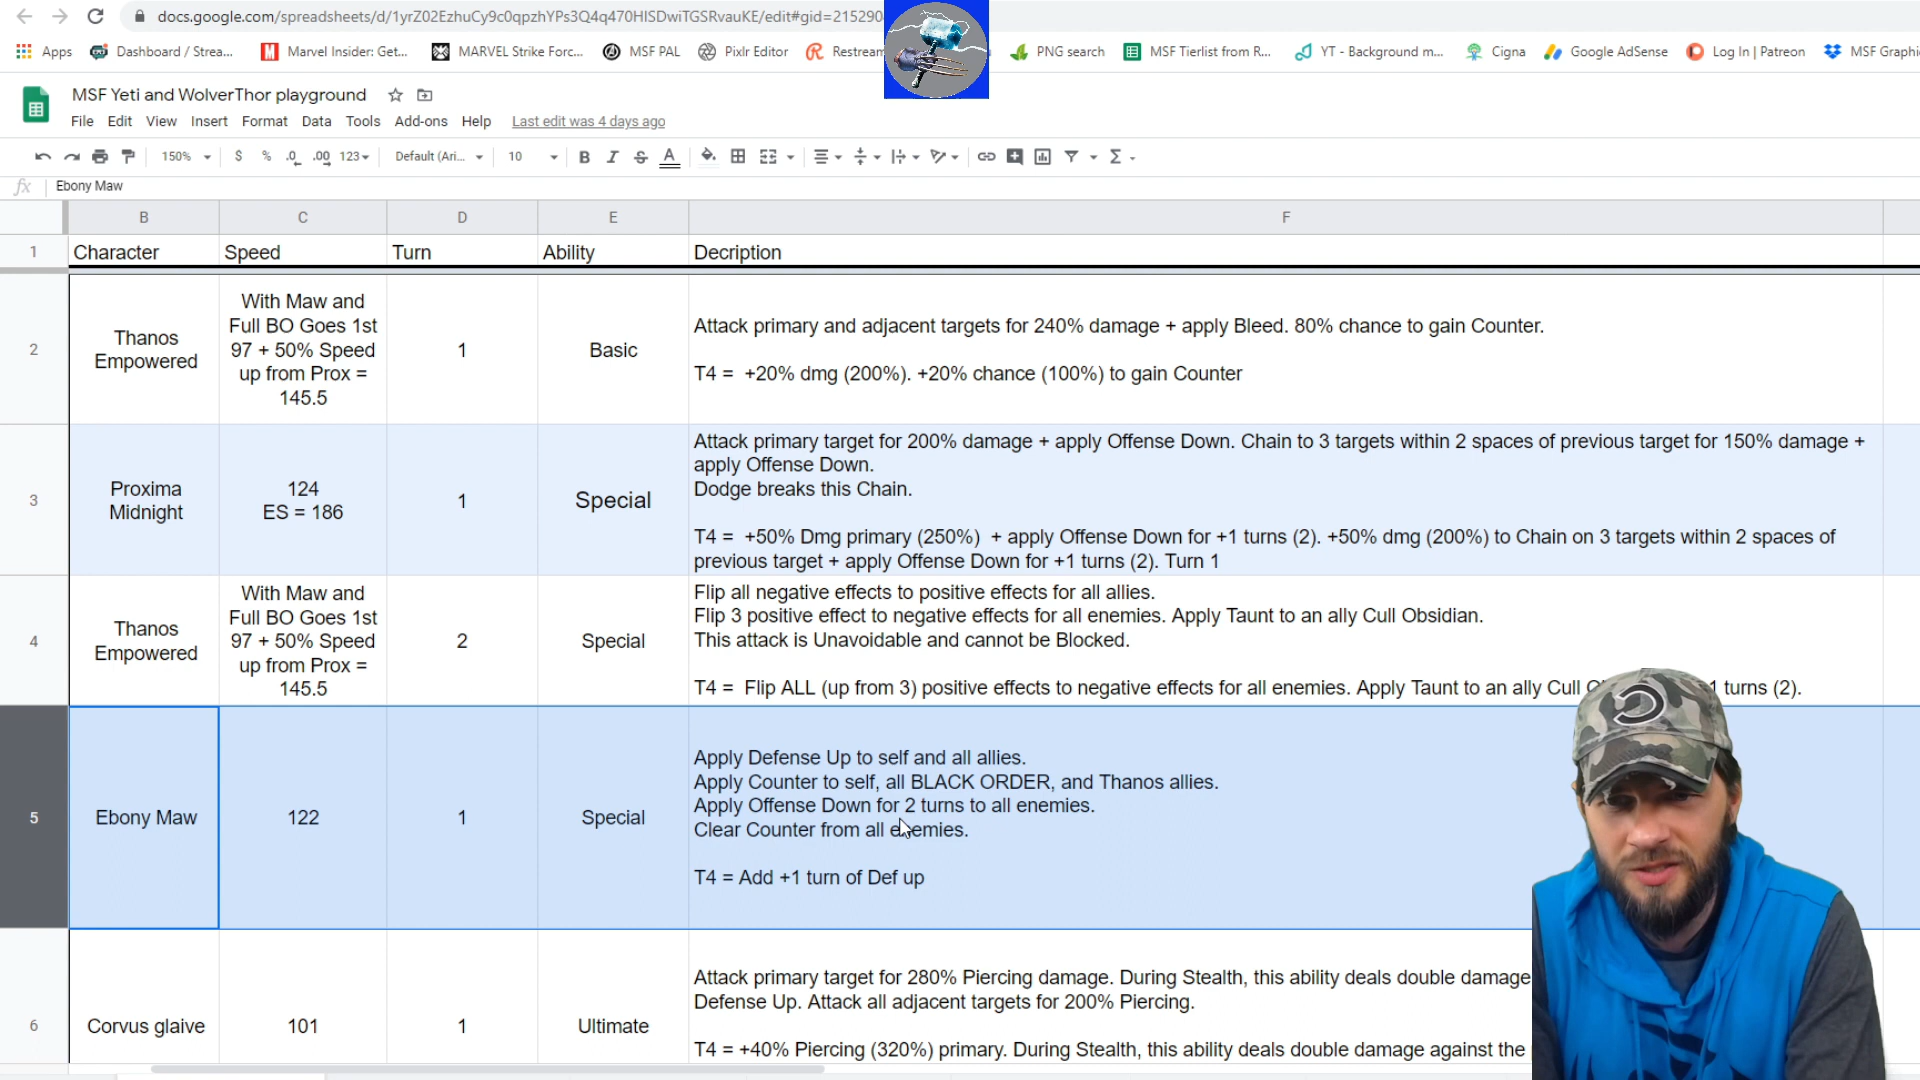 docs.google.com/spreadsheets/d/1yrZ02EzhuCy9c0qpzhYPs3Q4q470HISDwiTGSRvauKE/edit#gid=215290
Apps Dashboard / Strea... Marvel Insider: Get... MARVEL Strike Forc... MSF PAL Pixlr Editor Restream PNG search MSF Tierlist from R... YT - Background m... Cigna Google AdSense Log In | Patreon MSF Graphi
MSF Yeti and WolverThor playground
File Edit View Insert Format Data Tools Add-ons Help Last edit was 4 days ago
150% $ % .0 .00 123 Default (Ari... 10 B I S A Σ
fx Ebony Maw
B C D E F
1 Character Speed Turn Ability Decription
2
Thanos
Empowered
With Maw and
Full BO Goes 1st
97 + 50% Speed
up from Prox =
145.5
1
Basic
Attack primary and adjacent targets for 240% damage + apply Bleed. 80% chance to gain Counter.
T4 = +20% dmg (200%). +20% chance (100%) to gain Counter
3
Proxima
Midnight
124
ES = 186
1
Special
Attack primary target for 200% damage + apply Offense Down. Chain to 3 targets within 2 spaces of previous target for 150% damage +
apply Offense Down.
Dodge breaks this Chain.
T4 = +50% Dmg primary (250%) + apply Offense Down for +1 turns (2). +50% dmg (200%) to Chain on 3 targets within 2 spaces of
previous target + apply Offense Down for +1 turns (2). Turn 1
4
Thanos
Empowered
With Maw and
Full BO Goes 1st
97 + 50% Speed
up from Prox =
145.5
2
Special
Flip all negative effects to positive effects for all allies.
Flip 3 positive effect to negative effects for all enemies. Apply Taunt to an ally Cull Obsidian.
This attack is Unavoidable and cannot be Blocked.
T4 = Flip ALL (up from 3) positive effects to negative effects for all enemies. Apply Taunt to an ally Cull 1 turns (2).
5
Ebony Maw
122
1
Special
Apply Defense Up to self and all allies.
Apply Counter to self, all BLACK ORDER, and Thanos allies.
Apply Offense Down for 2 turns to all enemies.
Clear Counter from all enemies.
T4 = Add +1 turn of Def up
6
Corvus glaive
101
1
Ultimate
Attack primary target for 280% Piercing damage. During Stealth, this ability deals double damage
Defense Up. Attack all adjacent targets for 200% Piercing.
T4 = +40% Piercing (320%) primary. During Stealth, this ability deals double damage against the